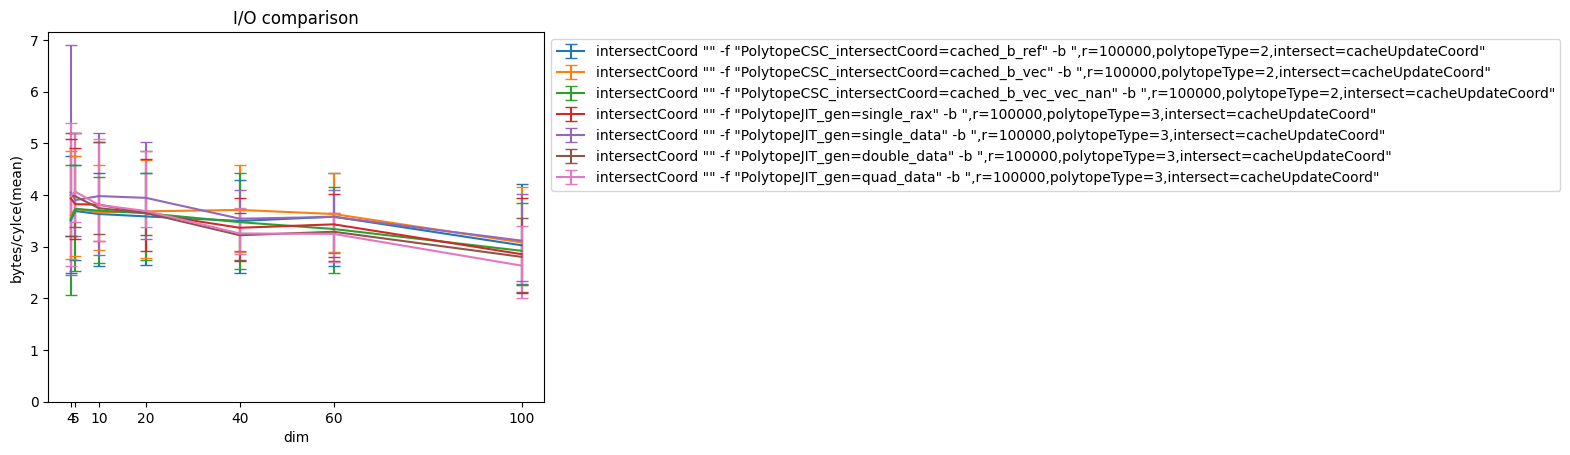 I/O comparison
bytes/cylce(mean)
7
6
5
4
3
2
1
0
4 5 10 20 40 60 100
dim
intersectCoord "" -f "PolytopeCSC_intersectCoord=cached_b_ref" -b ",r=100000,polytopeType=2,intersect=cacheUpdateCoord"
intersectCoord "" -f "PolytopeCSC_intersectCoord=cached_b_vec" -b ",r=100000,polytopeType=2,intersect=cacheUpdateCoord"
intersectCoord "" -f "PolytopeCSC_intersectCoord=cached_b_vec_vec_nan" -b ",r=100000,polytopeType=2,intersect=cacheUpdateCoord"
intersectCoord "" -f "PolytopeJIT_gen=single_rax" -b ",r=100000,polytopeType=3,intersect=cacheUpdateCoord"
intersectCoord "" -f "PolytopeJIT_gen=single_data" -b ",r=100000,polytopeType=3,intersect=cacheUpdateCoord"
intersectCoord "" -f "PolytopeJIT_gen=double_data" -b ",r=100000,polytopeType=3,intersect=cacheUpdateCoord"
intersectCoord "" -f "PolytopeJIT_gen=quad_data" -b ",r=100000,polytopeType=3,intersect=cacheUpdateCoord"